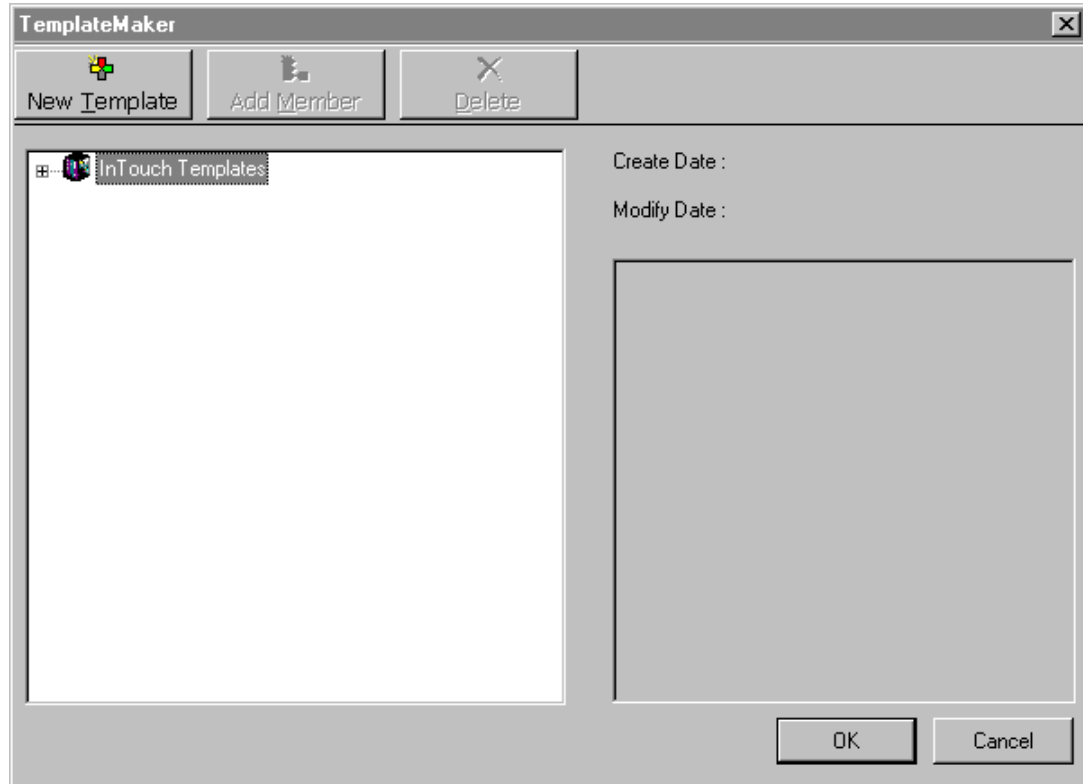 TemplateMaker
New Template
Add Member
Delete
InTouch Templates
Create Date :
Modify Date :
OK
Cancel